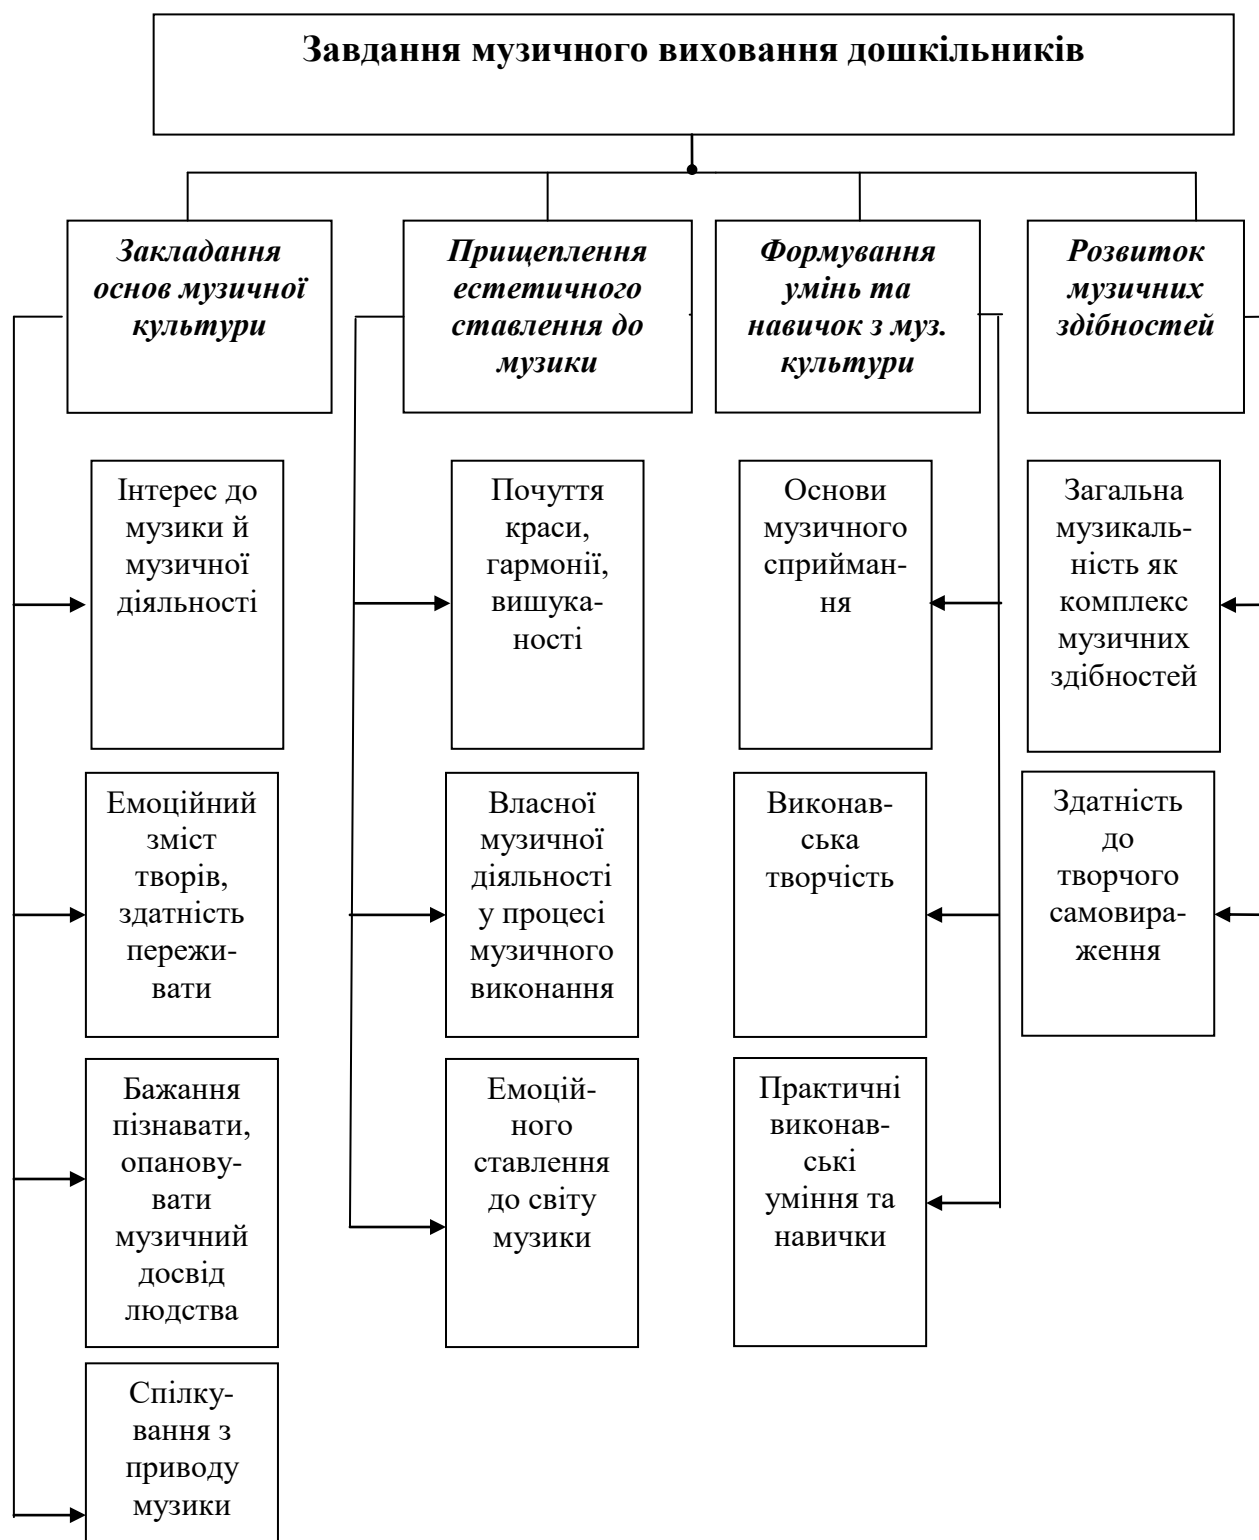 Завдання музичного виховання дошкільників
Закладання
основ музичної
культури
Прищеплення
естетичного
ставлення до
музики
Формування
умінь та
навичок з муз.
культури
Розвиток
музичних
здібностей
Інтерес до
музики й
музичної
діяльності
Почуття
краси,
гармонії,
вишука-
ності
Основи
музичного
сприйман-
ня
Загальна
музикаль-
ність як
комплекс
музичних
здібностей
Емоційний
зміст
творів,
здатність
пережи-
вати
Власної
музичної
діяльності
у процесі
музичного
виконання
Виконав-
ська
творчість
Здатність
до
творчого
самовира-
ження
Бажання
пізнавати,
опанову-
вати
музичний
досвід
людства
Емоцій-
ного
ставлення
до світу
музики
Практичні
виконав-
ські
уміння та
навички
Спілку-
вання з
приводу
музики